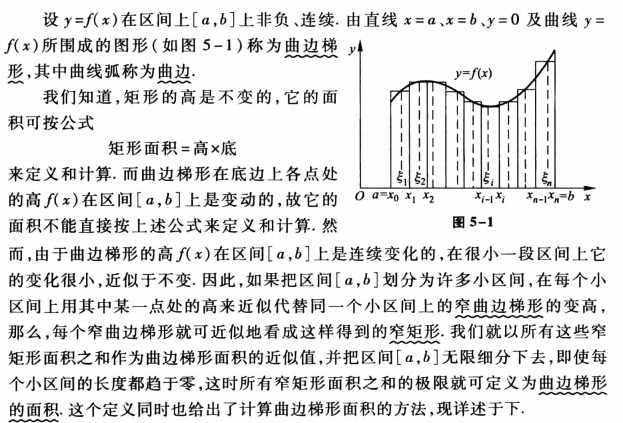 设 y=f(x)在区间上[a,b]上非负、连续. 由直线 x=a、x=b、y=0 及曲线 y=
f(x)所围成的图形(如图 5-1)称为曲边梯
形,其中曲线弧称为曲边.
我们知道,矩形的高是不变的,它的面
积可按公式
矩形面积=高×底
来定义和计算. 而曲边梯形在底边上各点处
的高 f(x)在区间[a,b]上是变动的,故它的
面积不能直接按上述公式来定义和计算. 然
y
y=f(x)
ξ₁ ξ₂ ξᵢ ξₙ
O a=x₀ x₁ x₂ xᵢ₋₁ xᵢ xₙ₋₁ xₙ=b x
图 5-1
而,由于曲边梯形的高 f(x)在区间[a,b]上是连续变化的,在很小一段区间上它
的变化很小,近似于不变. 因此,如果把区间[a,b]划分为许多小区间,在每个小
区间上用其中某一点处的高来近似代替同一个小区间上的窄曲边梯形的变高,
那么,每个窄曲边梯形就可近似地看成这样得到的窄矩形. 我们就以所有这些窄
矩形面积之和作为曲边梯形面积的近似值,并把区间[a,b]无限细分下去,即使每
个小区间的长度都趋于零,这时所有窄矩形面积之和的极限就可定义为曲边梯形
的面积. 这个定义同时也给出了计算曲边梯形面积的方法,现详述于下.